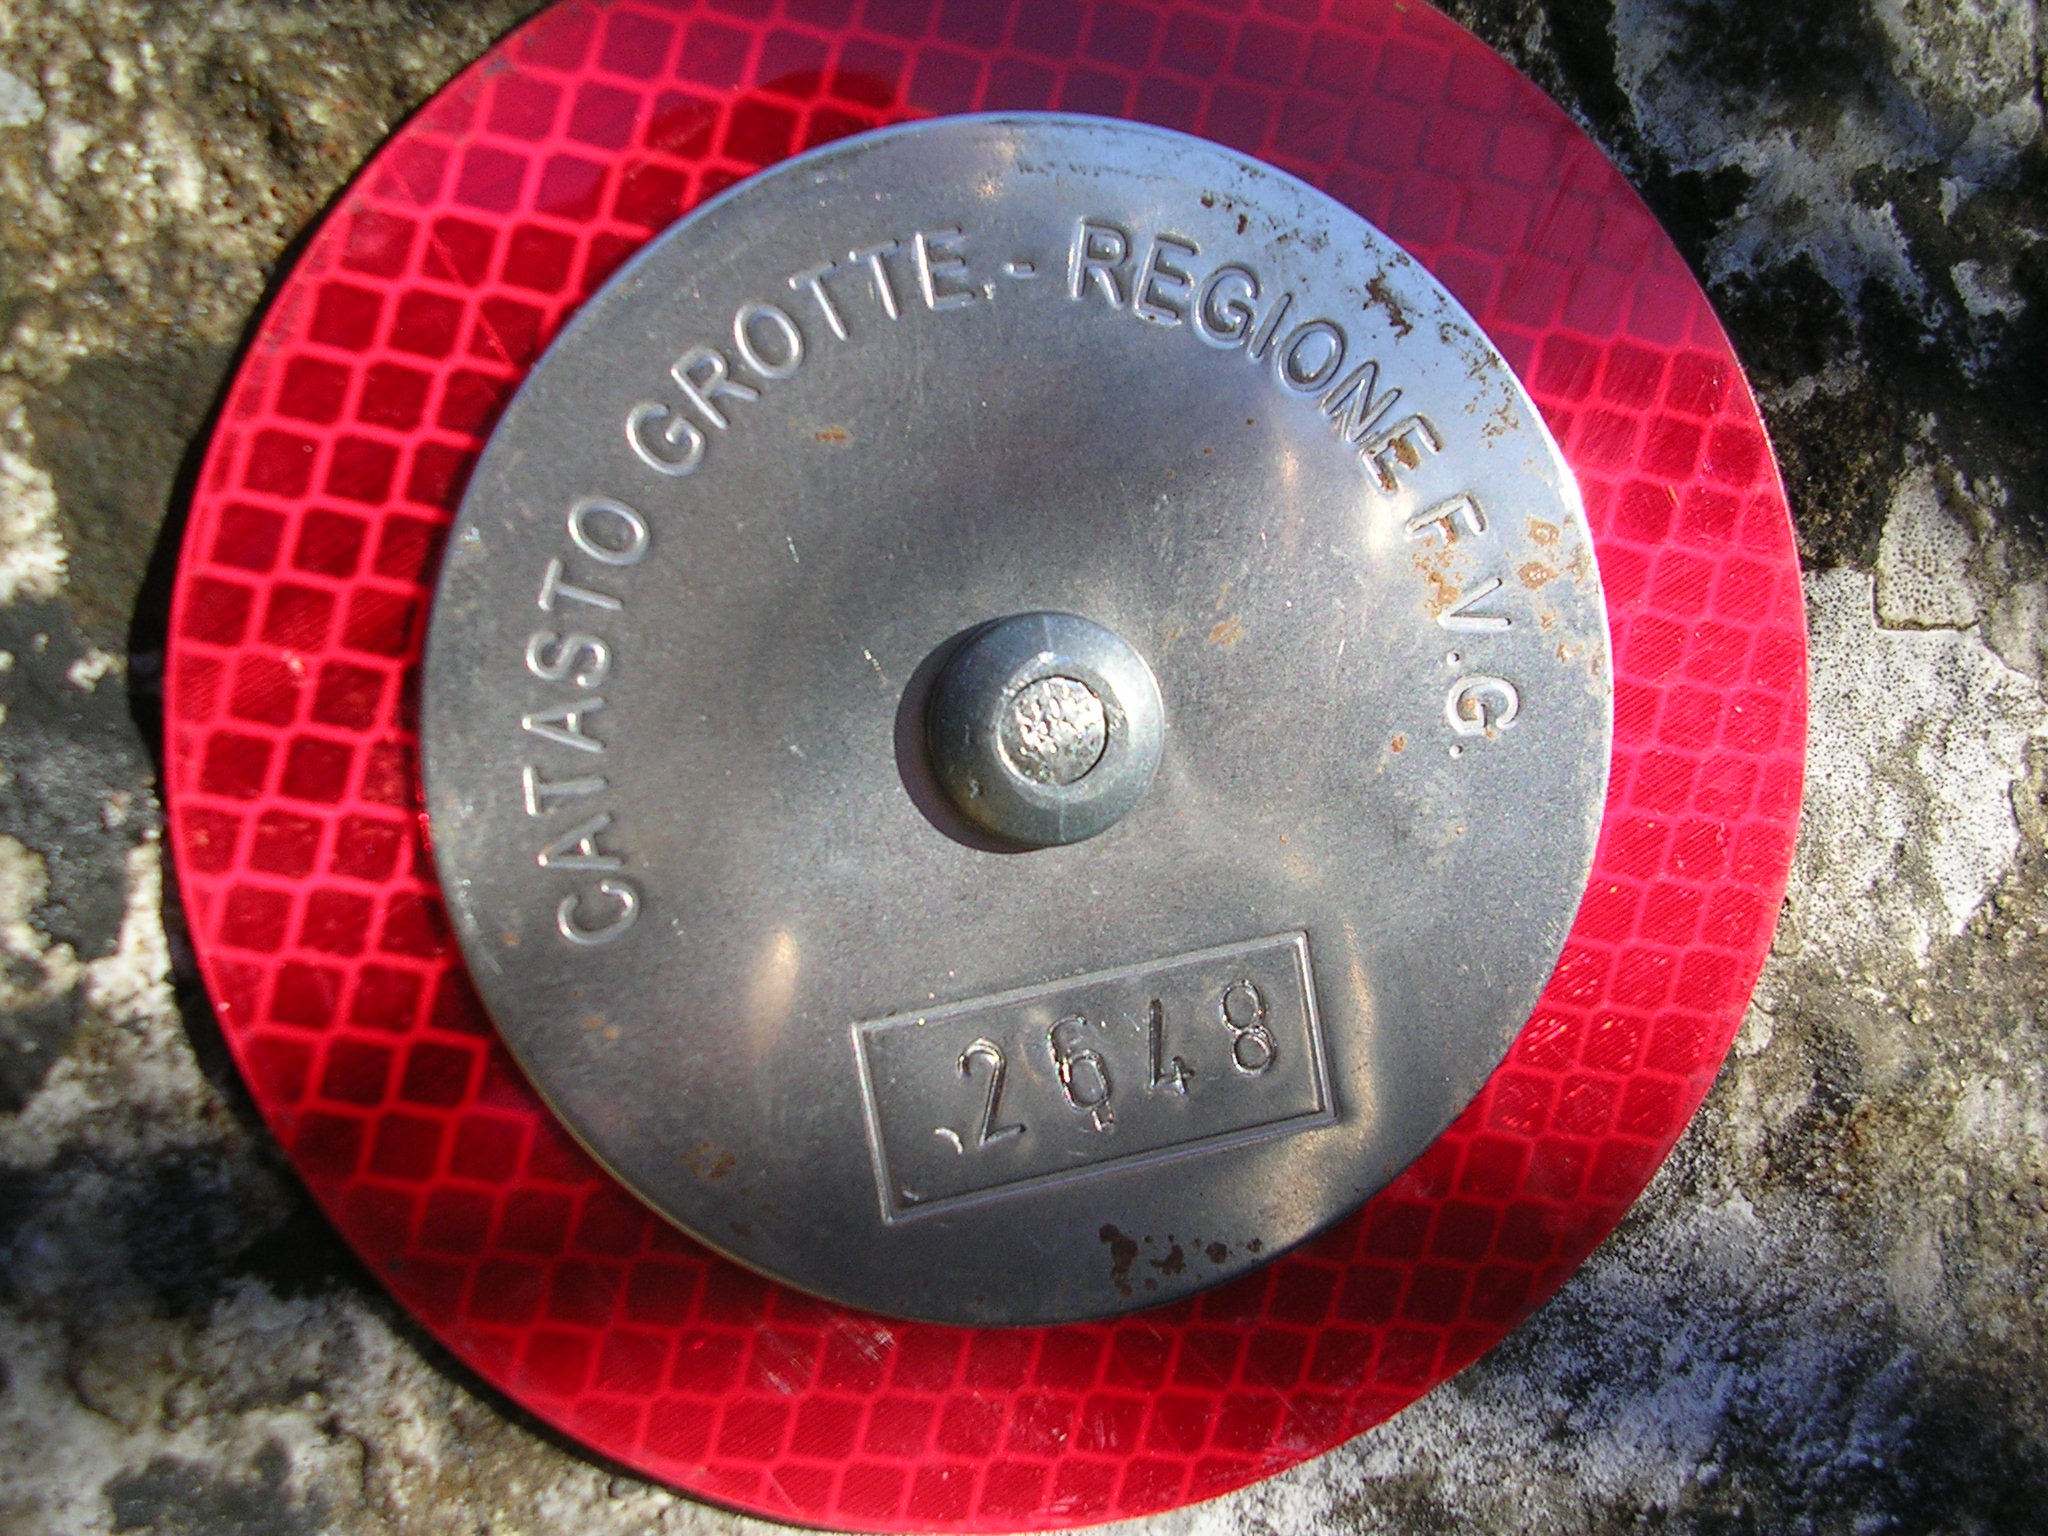 CATASTO GROTTE - REGIONE F.V.G.
2648